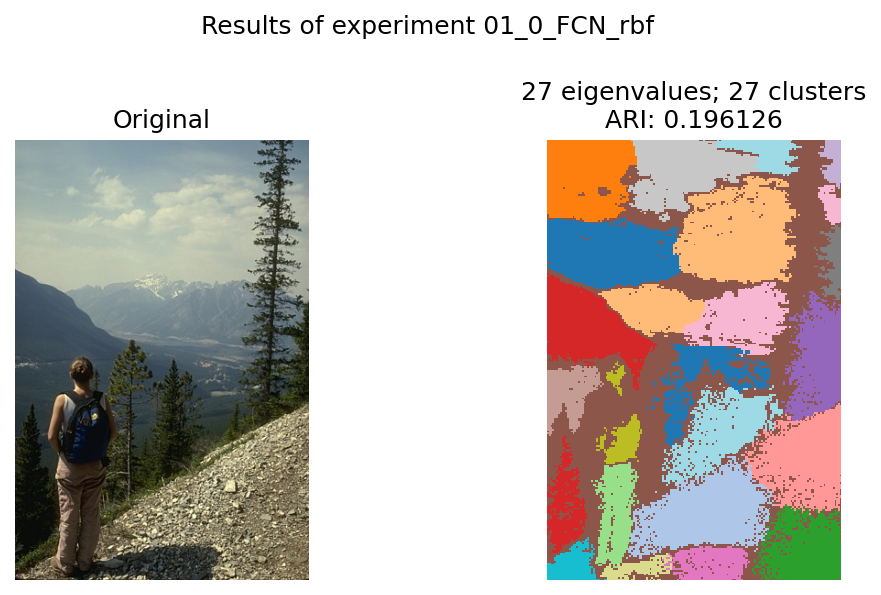 Results of experiment 01_0_FCN_rbf
Original
27 eigenvalues; 27 clusters
ARI: 0.196126